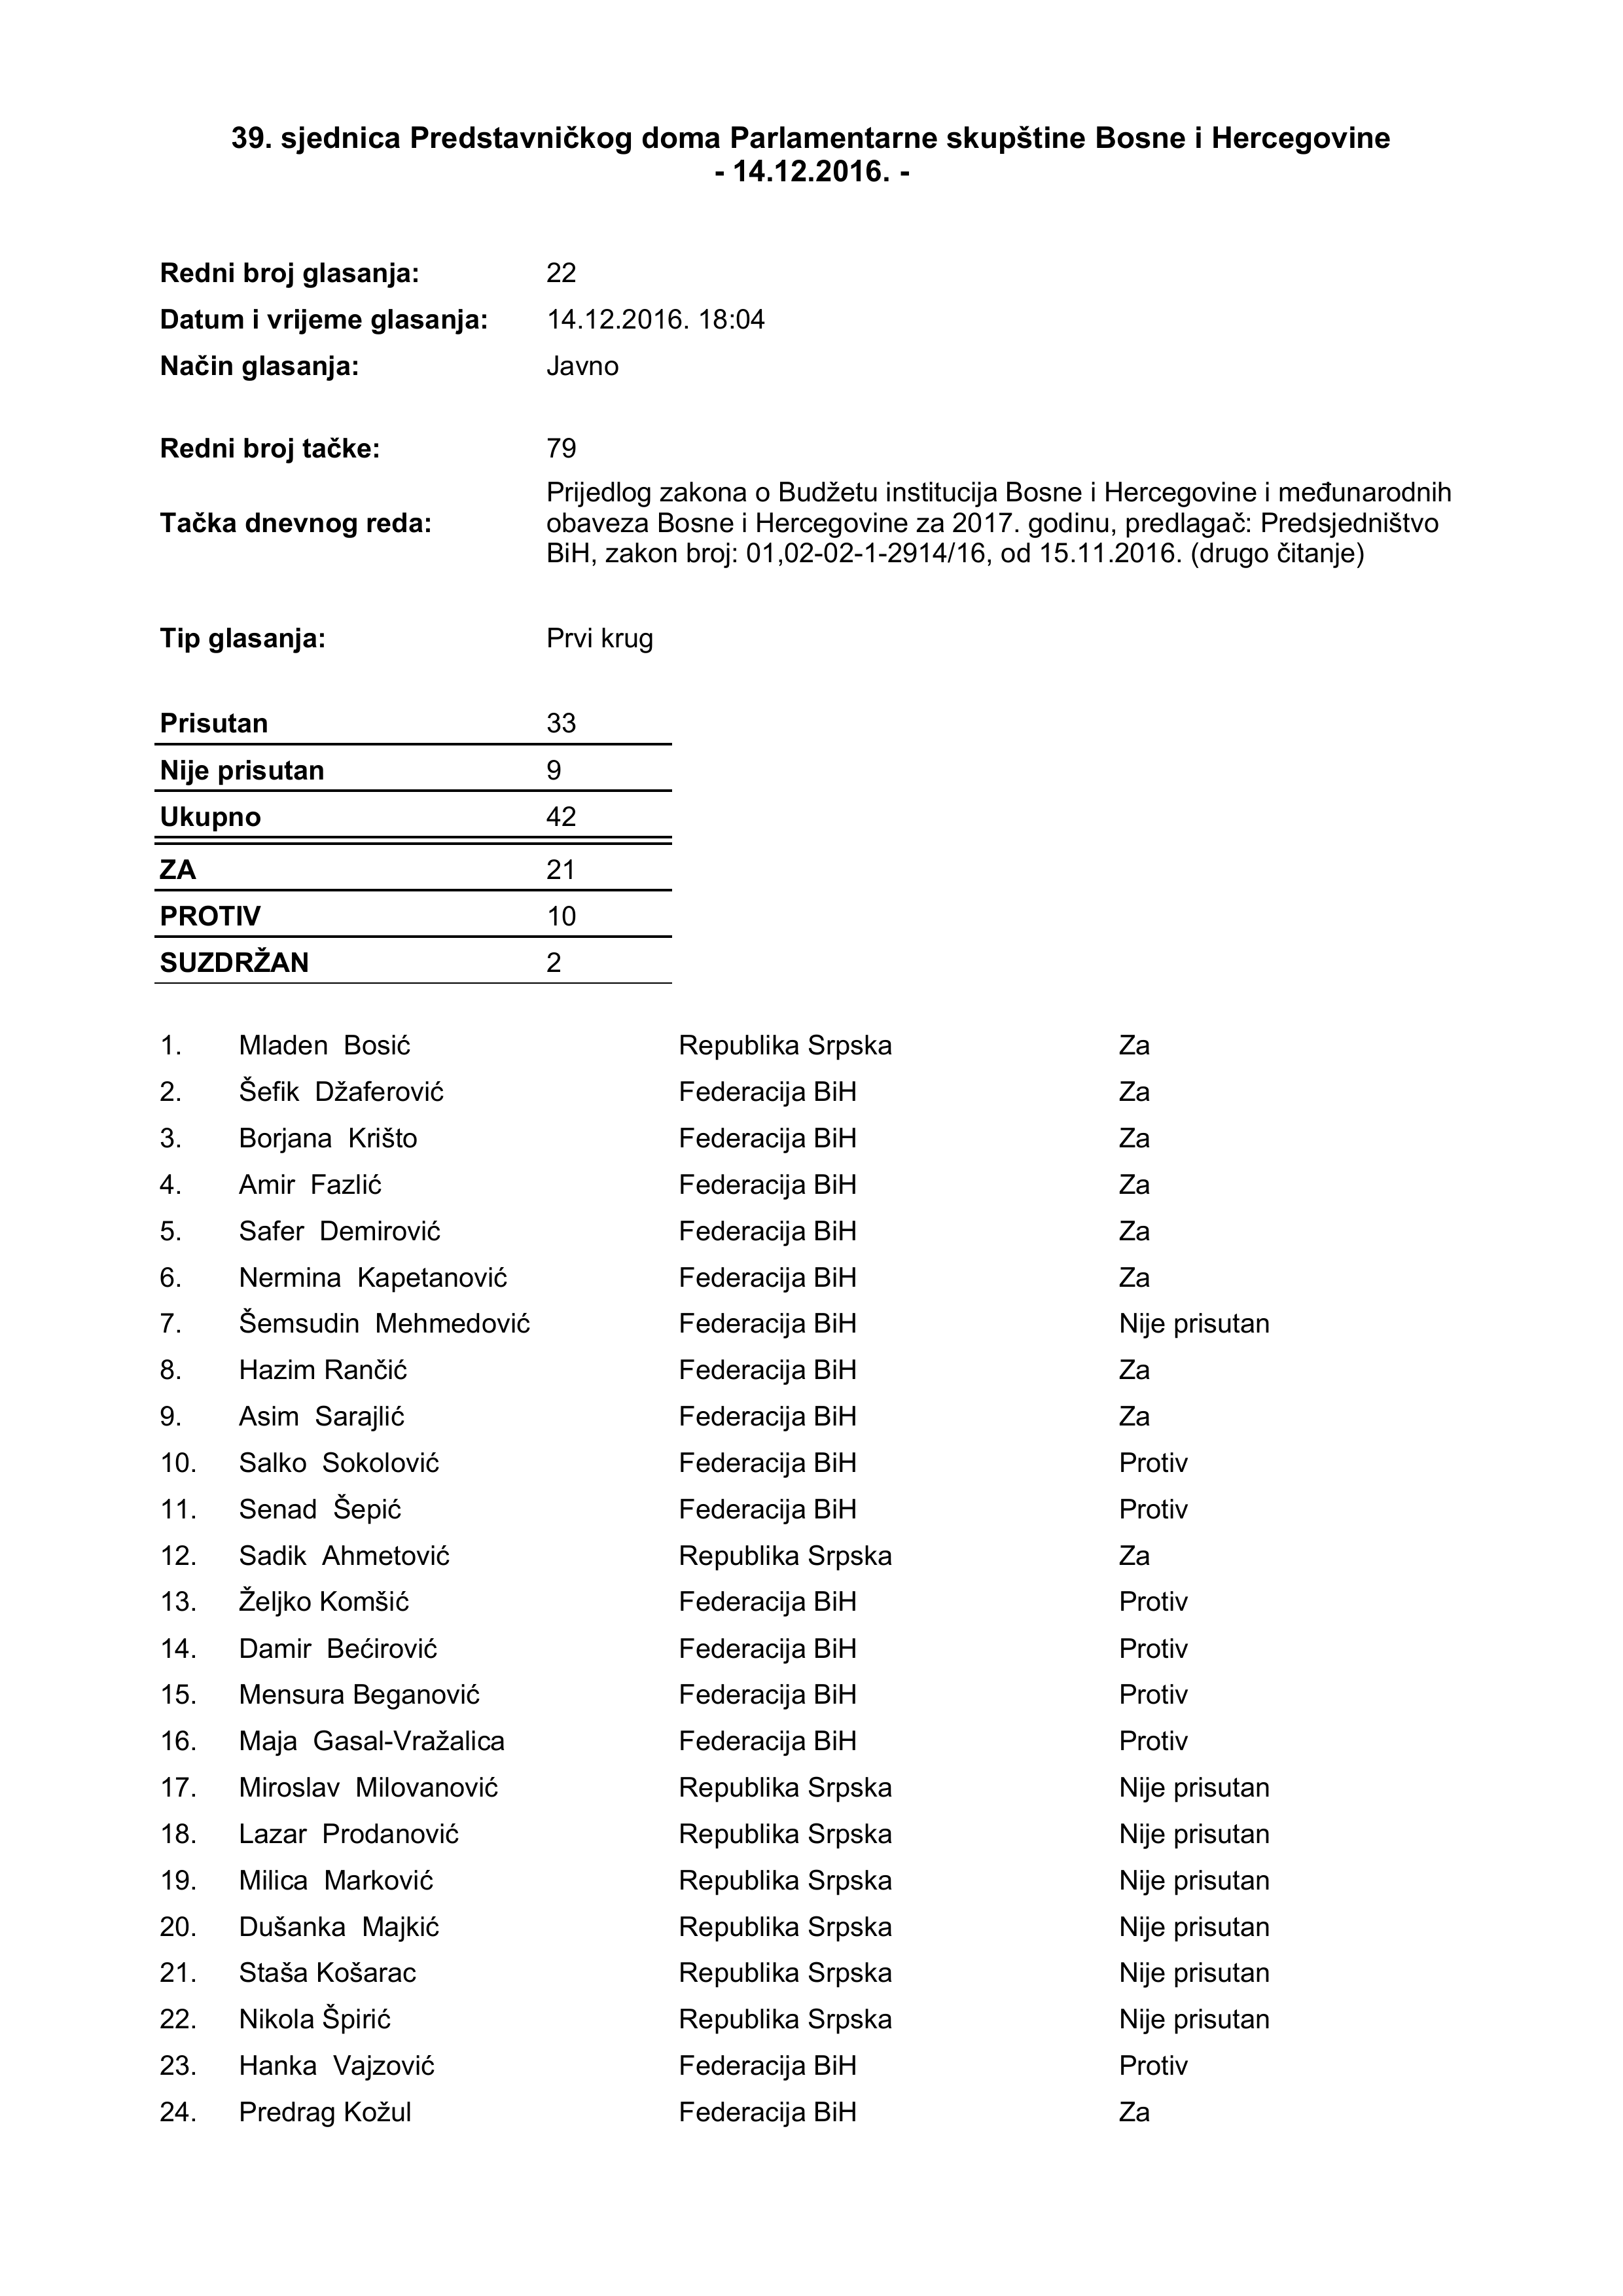 39. sjednica Predstavničkog doma Parlamentarne skupštine Bosne i Hercegovine
- 14.12.2016. -
Redni broj glasanja: 22
Datum i vrijeme glasanja: 14.12.2016. 18:04
Način glasanja: Javno
Redni broj tačke: 79
Tačka dnevnog reda: Prijedlog zakona o Budžetu institucija Bosne i Hercegovine i međunarodnih
obaveza Bosne i Hercegovine za 2017. godinu, predlagač: Predsjedništvo
BiH, zakon broj: 01,02-02-1-2914/16, od 15.11.2016. (drugo čitanje)
Tip glasanja: Prvi krug
Prisutan 33
Nije prisutan 9
Ukupno 42
ZA 21
PROTIV 10
SUZDRŽAN 2
1. Mladen Bosić Republika Srpska Za
2. Šefik Džaferović Federacija BiH Za
3. Borjana Krišto Federacija BiH Za
4. Amir Fazlić Federacija BiH Za
5. Safer Demirović Federacija BiH Za
6. Nermina Kapetanović Federacija BiH Za
7. Šemsudin Mehmedović Federacija BiH Nije prisutan
8. Hazim Rančić Federacija BiH Za
9. Asim Sarajlić Federacija BiH Za
10. Salko Sokolović Federacija BiH Protiv
11. Senad Šepić Federacija BiH Protiv
12. Sadik Ahmetović Republika Srpska Za
13. Željko Komšić Federacija BiH Protiv
14. Damir Bećirović Federacija BiH Protiv
15. Mensura Beganović Federacija BiH Protiv
16. Maja Gasal-Vražalica Federacija BiH Protiv
17. Miroslav Milovanović Republika Srpska Nije prisutan
18. Lazar Prodanović Republika Srpska Nije prisutan
19. Milica Marković Republika Srpska Nije prisutan
20. Dušanka Majkić Republika Srpska Nije prisutan
21. Staša Košarac Republika Srpska Nije prisutan
22. Nikola Špirić Republika Srpska Nije prisutan
23. Hanka Vajzović Federacija BiH Protiv
24. Predrag Kožul Federacija BiH Za